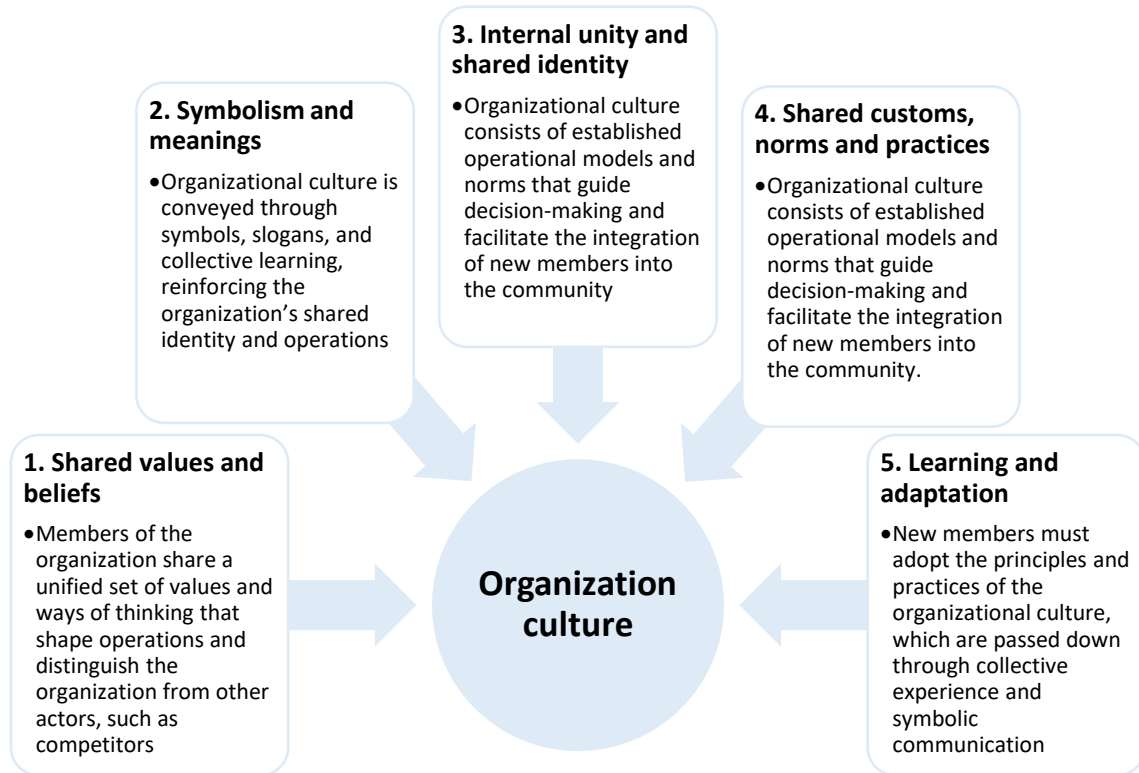 1. Shared values and
beliefs
•Members of the
organization share a
unified set of values and
ways of thinking that
shape operations and
distinguish the
organization from other
actors, such as
competitors
2. Symbolism and
meanings
•Organizational culture is
conveyed through
symbols, slogans, and
collective learning,
reinforcing the
organization’s shared
identity and operations
3. Internal unity and
shared identity
•Organizational culture
consists of established
operational models and
norms that guide
decision-making and
facilitate the integration
of new members into
the community
4. Shared customs,
norms and practices
•Organizational culture
consists of established
operational models and
norms that guide
decision-making and
facilitate the integration
of new members into
the community.
5. Learning and
adaptation
•New members must
adopt the principles and
practices of the
organizational culture,
which are passed down
through collective
experience and
symbolic
communication
Organization
culture